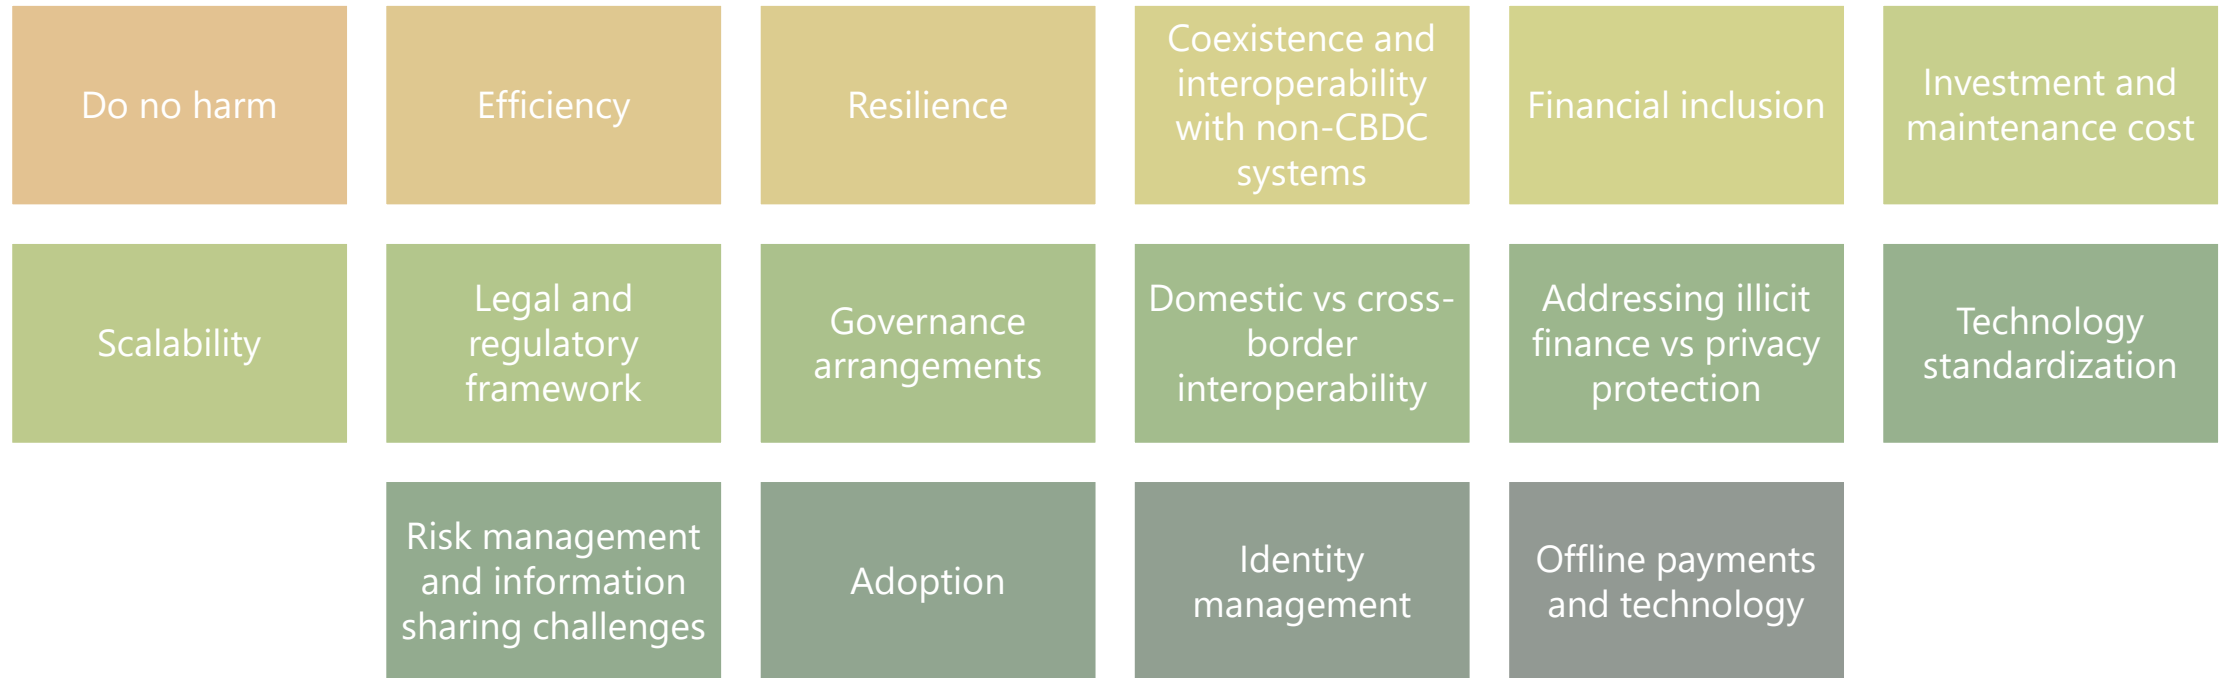 Do no harm
Efficiency
Resilience
Coexistence and
interoperability
with non-CBDC
systems
Financial inclusion
Investment and
maintenance cost
Scalability
Legal and
regulatory
framework
Governance
arrangements
Domestic vs cross-
border
interoperability
Addressing illicit
finance vs privacy
protection
Technology
standardization
Risk management
and information
sharing challenges
Adoption
Identity
management
Offline payments
and technology